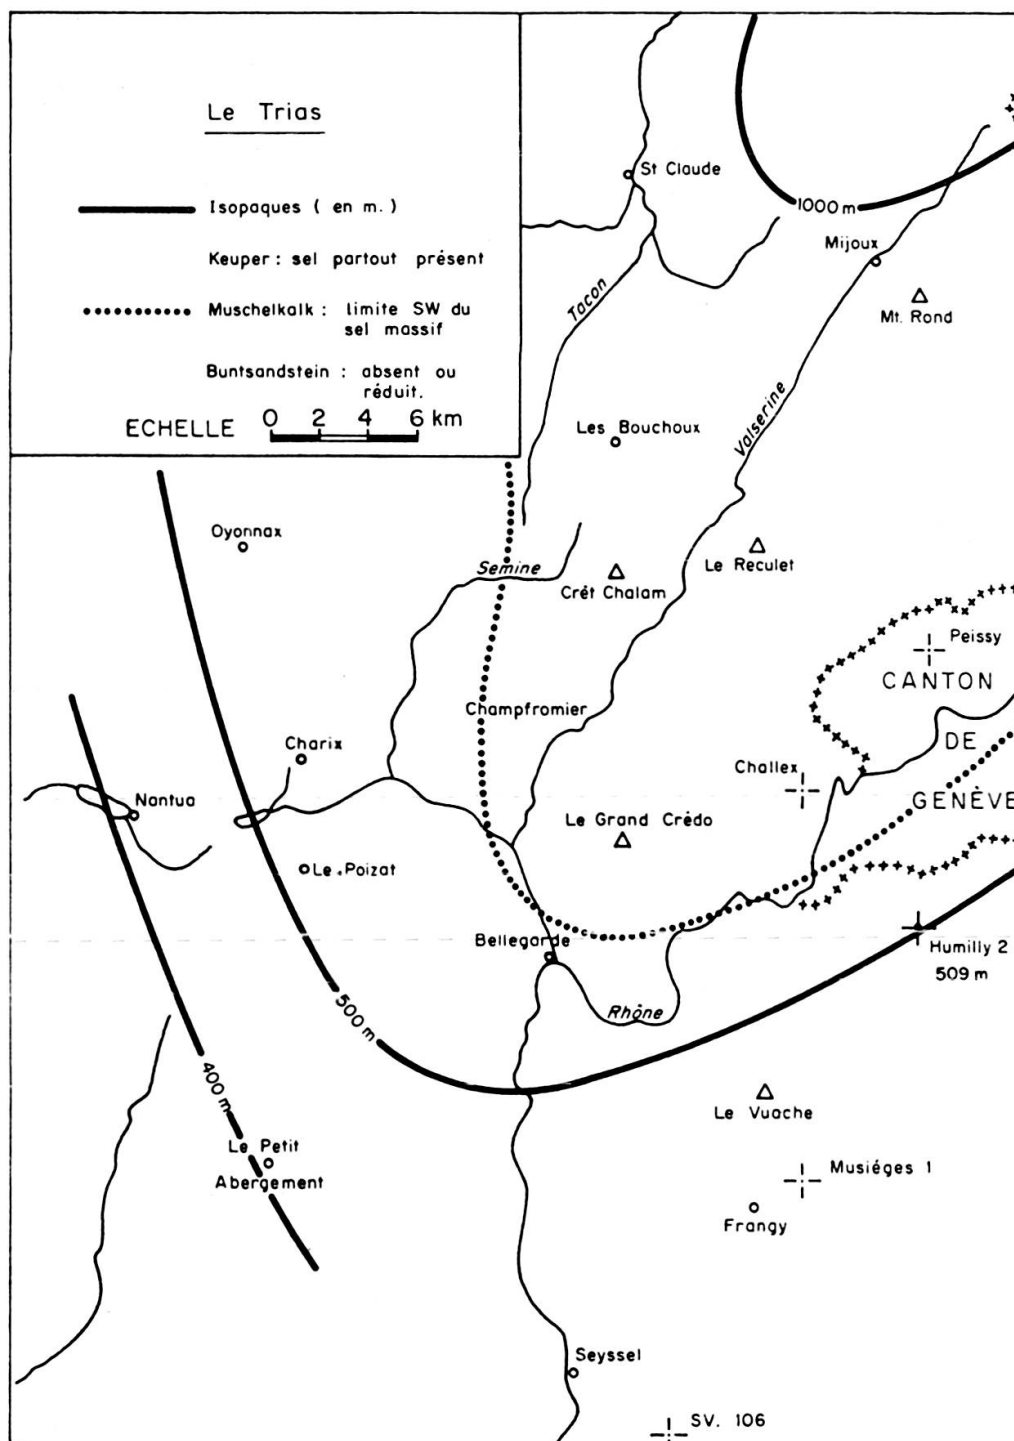 Le Trias
Isopaques ( en m. )
Keuper : sel partout présent
Muschelkalk : limite SW du
sel massif
Buntsandstein : absent ou
réduit.
ECHELLE 0 2 4 6 km
St Claude
1000 m
Mijoux
Mt. Rond
Tacon
Valserine
Les Bouchoux
Oyonnax
Semine
Crêt Chalam
Le Reculet
Peissy
CANTON
Champfromier
DE
Charix
Challex
GENÈVE
Nantua
Le Grand Crédo
Le Poizat
Bellegarde
Humilly 2
509 m
500 m
Rhône
400 m
Le Vuache
Le Petit
Abergement
Musiéges 1
Frangy
Seyssel
SV. 106